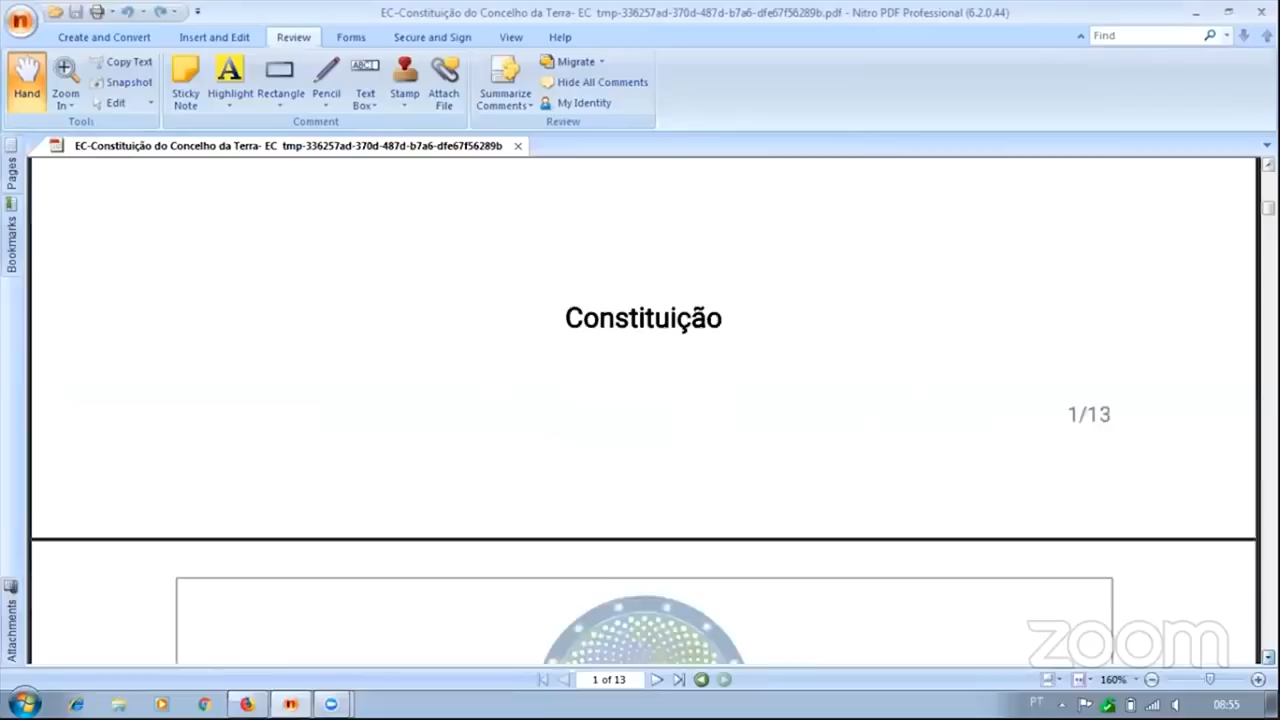 EC-Constituição do Concelho da Terra- EC tmp-336257ad-370d-487d-b7a6-dfe67f56289b.pdf - Nitro PDF Professional (6.2.0.44)
Create and Convert Insert and Edit Review Forms Secure and Sign View Help Find
Hand Zoom In Copy Text Snapshot Edit Sticky Note Highlight Rectangle Pencil Text Box Stamp Attach File Summarize Comments Migrate Hide All Comments My Identity
Tools Comment Review
EC-Constituição do Concelho da Terra- EC tmp-336257ad-370d-487d-b7a6-dfe67f56289b
Pages
Bookmarks
Constituição
1/13
Attachments
zoom
1 of 13 160%
PT 08:55